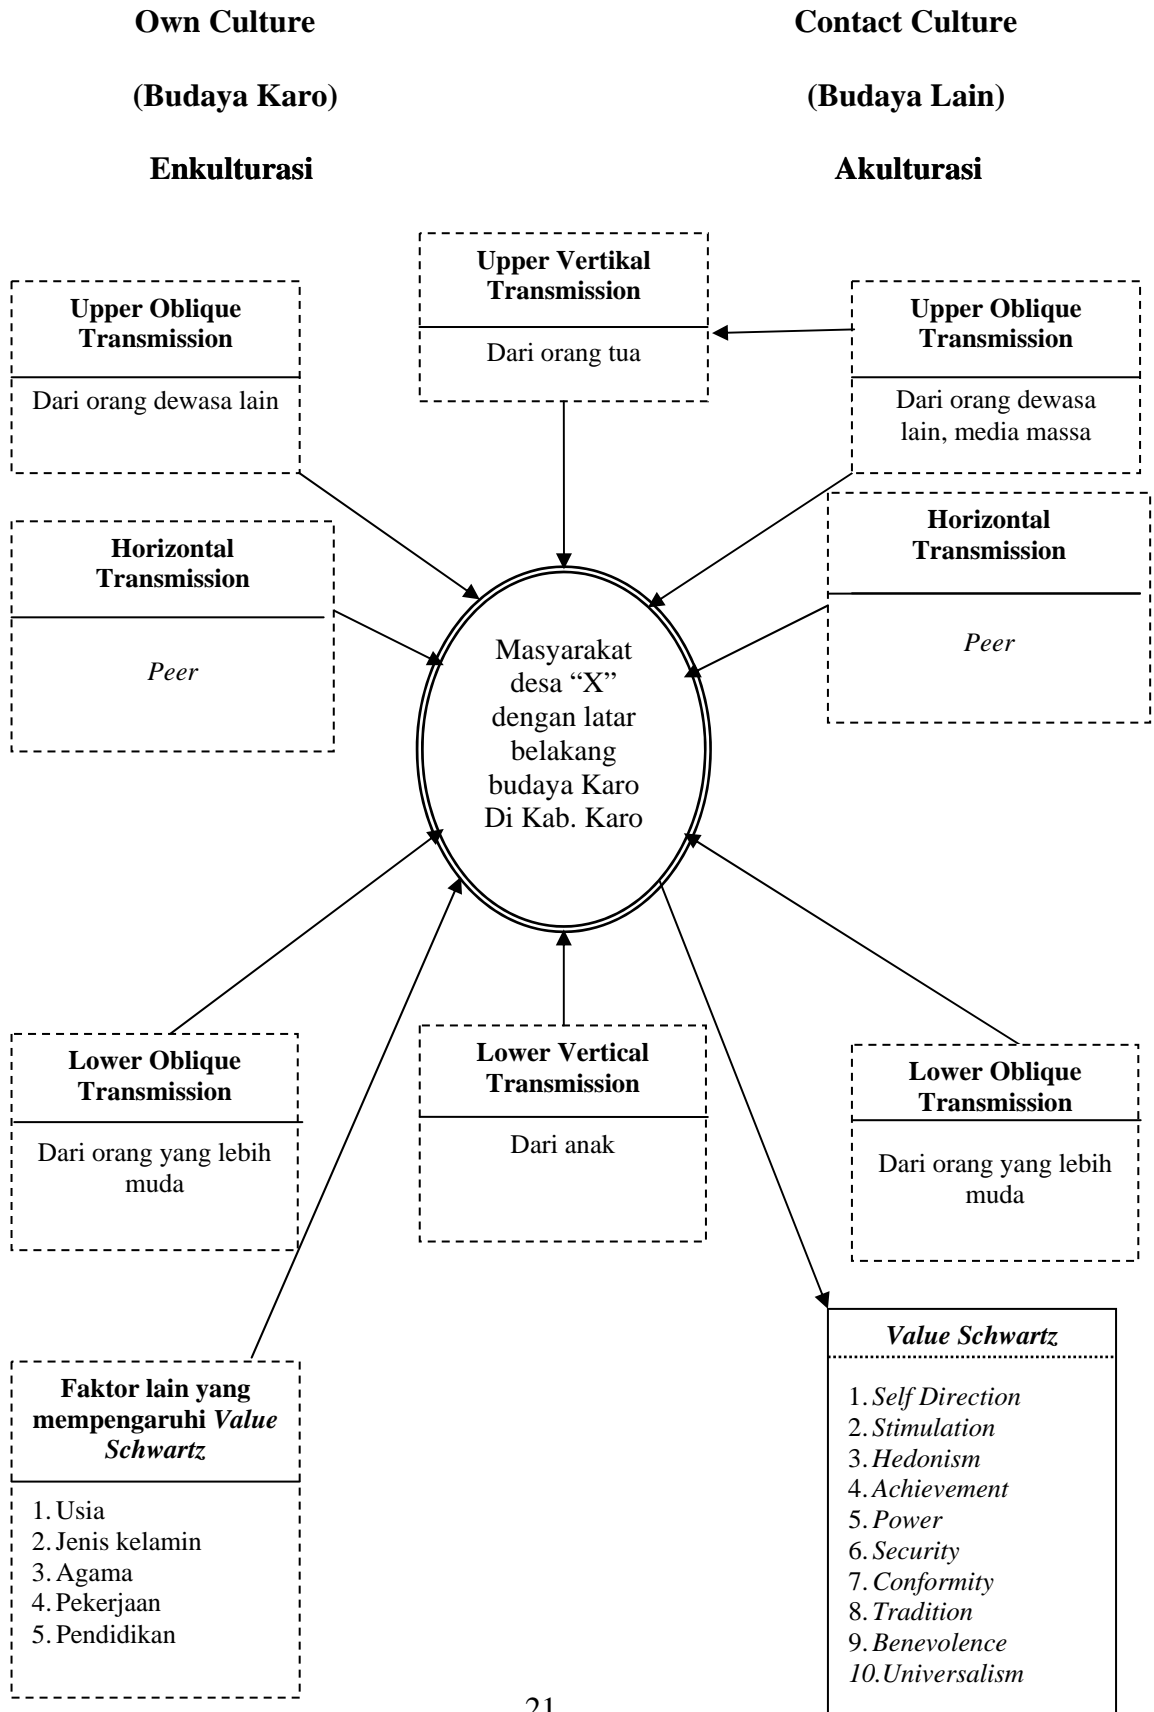 Own Culture
Contact Culture
(Budaya Karo)
(Budaya Lain)
Enkulturasi
Akulturasi
Upper Vertikal
Transmission
Dari orang tua
Upper Oblique
Transmission
Dari orang dewasa lain
Upper Oblique
Transmission
Dari orang dewasa
lain, media massa
Horizontal
Transmission
Peer
Horizontal
Transmission
Peer
Masyarakat
desa “X”
dengan latar
belakang
budaya Karo
Di Kab. Karo
Lower Oblique
Transmission
Dari orang yang lebih
muda
Lower Vertical
Transmission
Dari anak
Lower Oblique
Transmission
Dari orang yang lebih
muda
Faktor lain yang
mempengaruhi Value
Schwartz
1. Usia
2. Jenis kelamin
3. Agama
4. Pekerjaan
5. Pendidikan
Value Schwartz
1. Self Direction
2. Stimulation
3. Hedonism
4. Achievement
5. Power
6. Security
7. Conformity
8. Tradition
9. Benevolence
10.Universalism
21